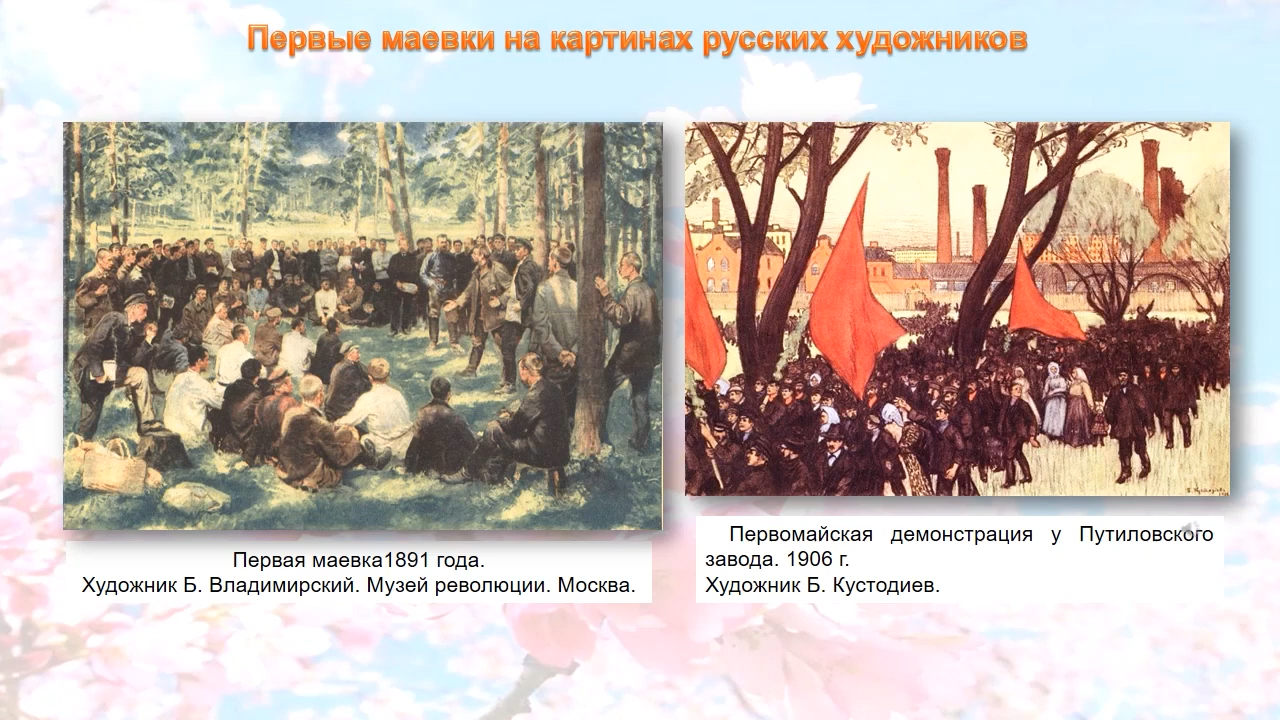 Первые маевки на картинах русских художников
Первая маевка1891 года.
Художник Б. Владимирский. Музей революции. Москва.
Первомайская демонстрация у Путиловского
завода. 1906 г.
Художник Б. Кустодиев.